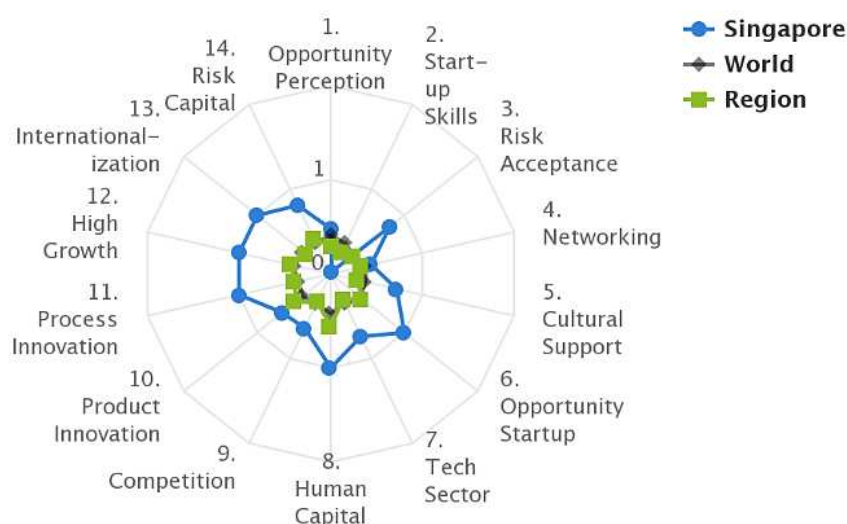 1.
Opportunity
Perception
2.
Start-
up
Skills
3.
Risk
Acceptance
4.
Networking
5.
Cultural
Support
6.
Opportunity
Startup
7.
Tech
Sector
8.
Human
Capital
9.
Competition
10.
Product
Innovation
11.
Process
Innovation
12.
High
Growth
13.
International-
ization
14.
Risk
Capital
1
0
Singapore
World
Region